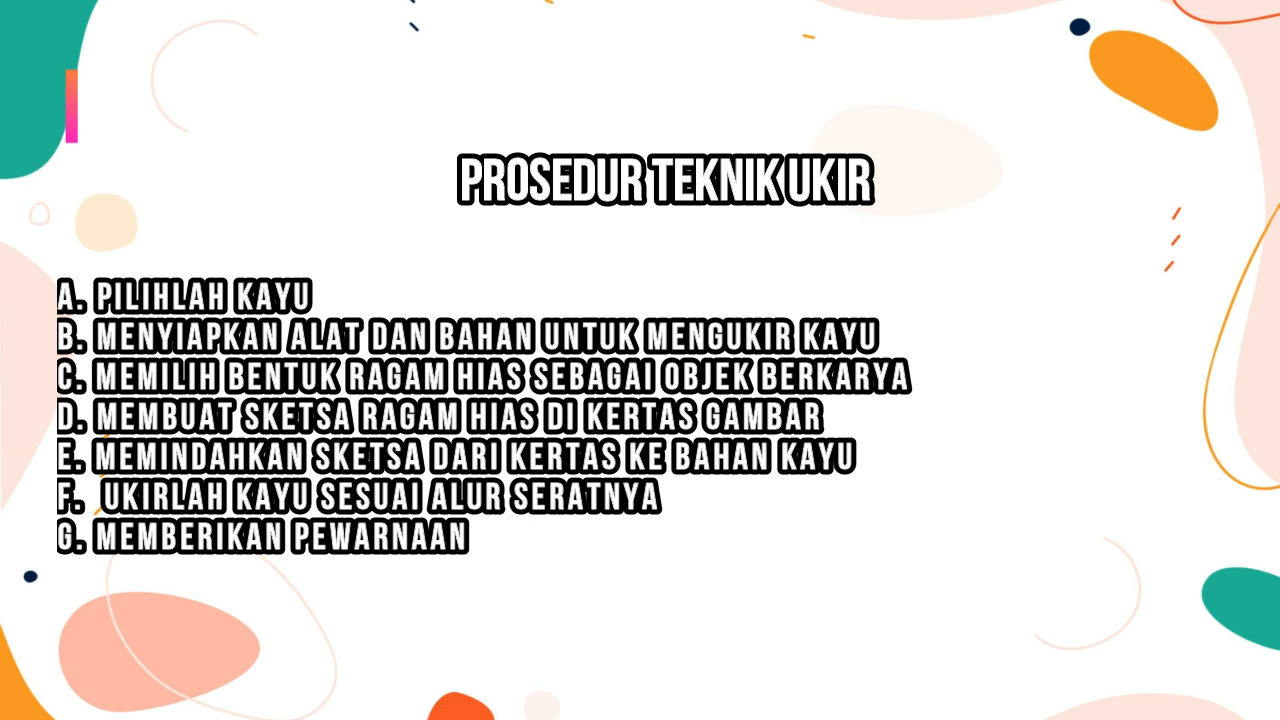 PROSEDUR TEKNIK UKIR
A. PILIHLAH KAYU
B. MENYIAPKAN ALAT DAN BAHAN UNTUK MENGUKIR KAYU
C. MEMILIH BENTUK RAGAM HIAS SEBAGAI OBJEK BERKARYA
D. MEMBUAT SKETSA RAGAM HIAS DI KERTAS GAMBAR
E. MEMINDAHKAN SKETSA DARI KERTAS KE BAHAN KAYU
F. UKIRLAH KAYU SESUAI ALUR SERATNYA
G. MEMBERIKAN PEWARNAAN